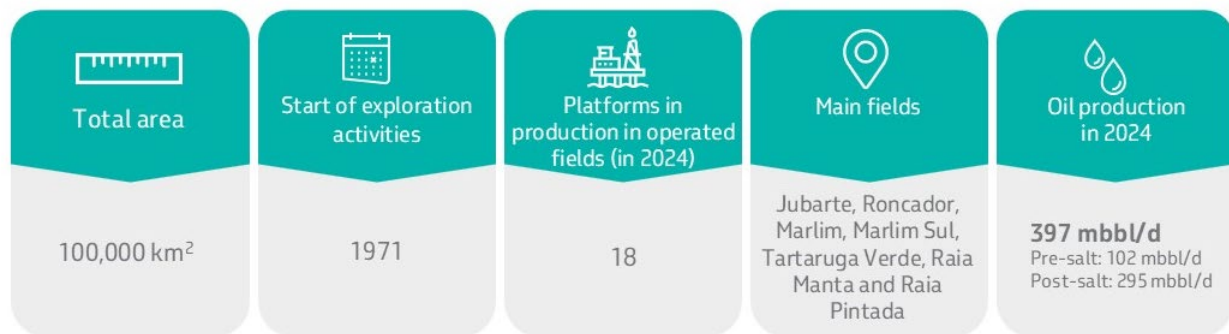 Total area
100,000 km²
Start of exploration
activities
1971
Platforms in
production in operated
fields (in 2024)
18
Main fields
Jubarte, Roncador,
Marlim, Marlim Sul,
Tartaruga Verde, Raia
Manta and Raia
Pintada
Oil production
in 2024
397 mbbl/d
Pre-salt: 102 mbbl/d
Post-salt: 295 mbbl/d